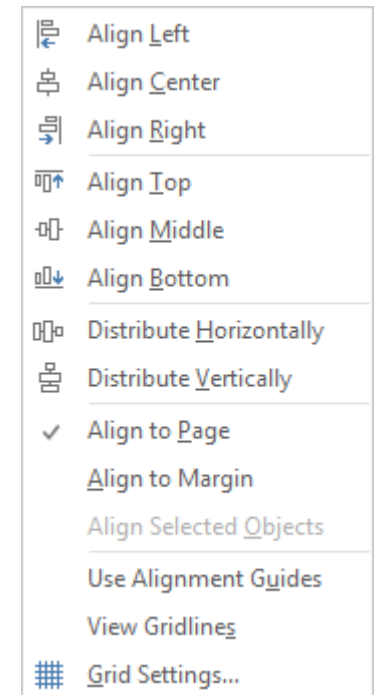 Align Left
Align Center
Align Right
Align Top
Align Middle
Align Bottom
Distribute Horizontally
Distribute Vertically
Align to Page
Align to Margin
Align Selected Objects
Use Alignment Guides
View Gridlines
Grid Settings...